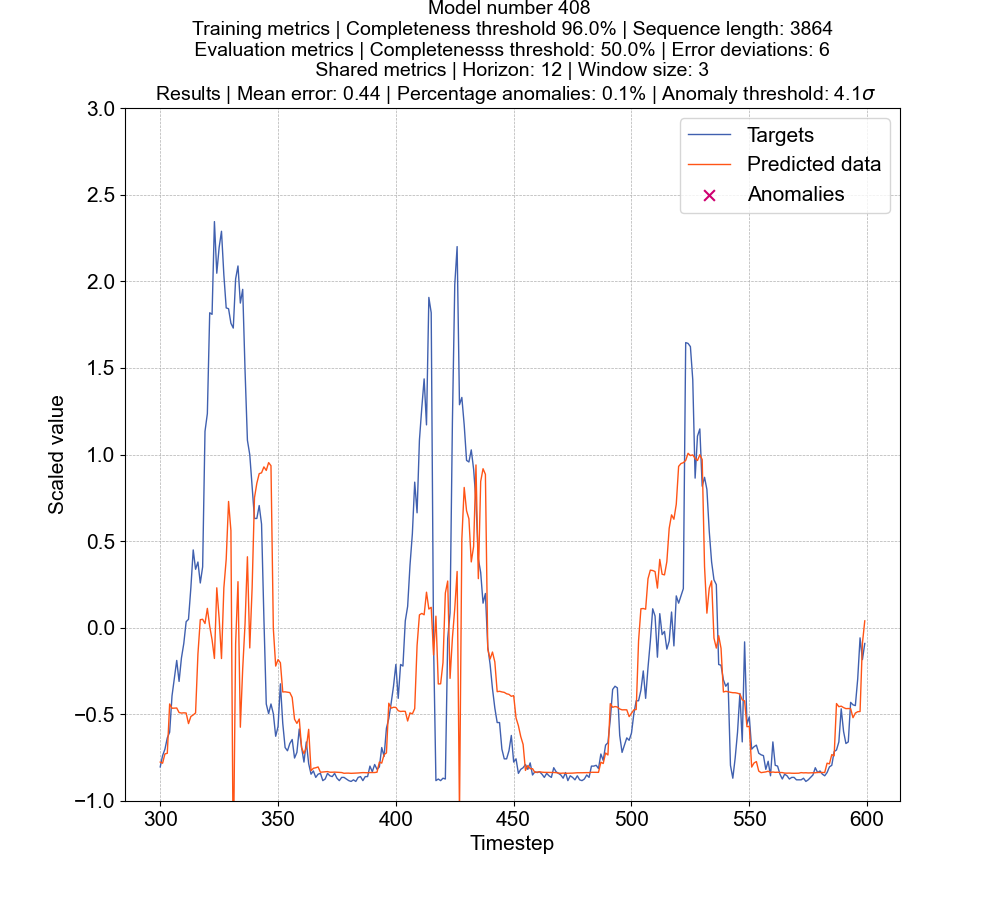 Model number 408
Training metrics | Completeness threshold 96.0% | Sequence length: 3864
Evaluation metrics | Completenesss threshold: 50.0% | Error deviations: 6
Shared metrics | Horizon: 12 | Window size: 3
Results | Mean error: 0.44 | Percentage anomalies: 0.1% | Anomaly threshold: 4.1σ
3.0
2.5
2.0
1.5
1.0
0.5
0.0
−0.5
−1.0
Scaled value
Targets
Predicted data
Anomalies
300 350 400 450 500 550 600
Timestep